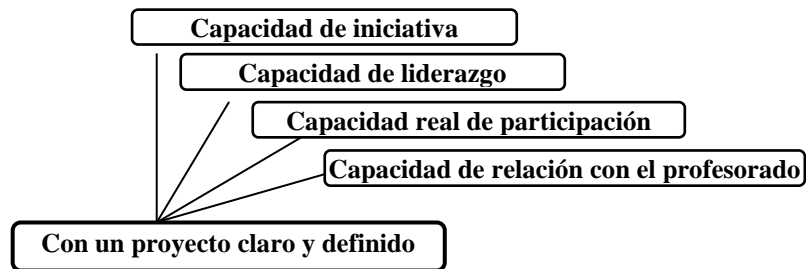 Capacidad de iniciativa
Capacidad de liderazgo
Capacidad real de participación
Capacidad de relación con el profesorado
Con un proyecto claro y definido